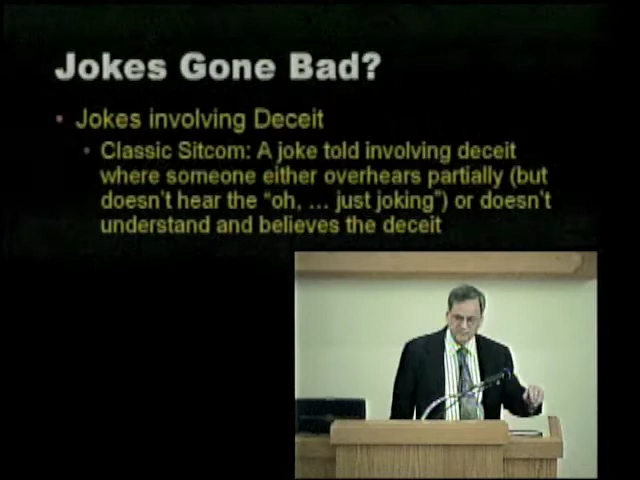 Jokes Gone Bad?
• Jokes involving Deceit
• Classic Sitcom: A joke told involving deceit
where someone either overhears partially (but
doesn't hear the "oh, ... just joking") or doesn't
understand and believes the deceit